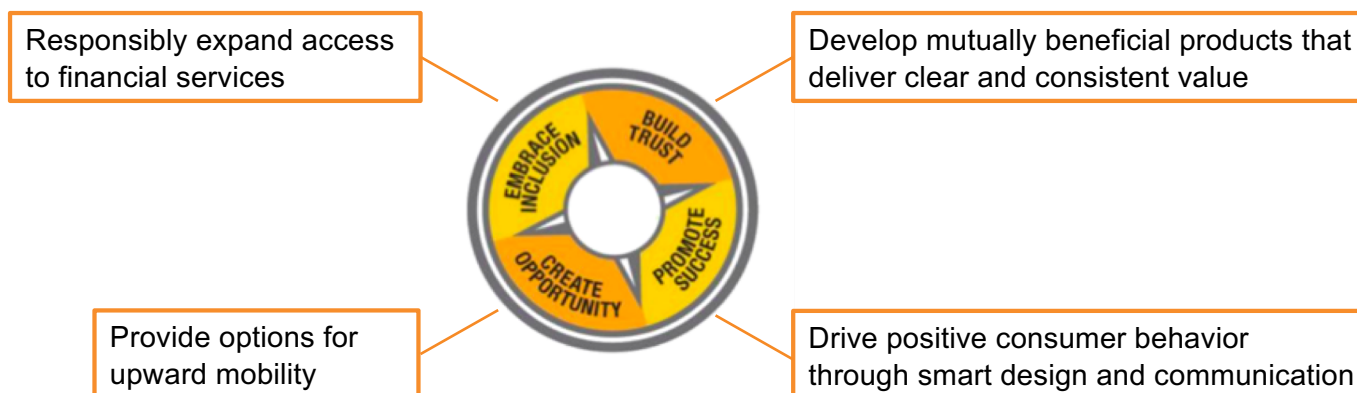 Responsibly expand access
to financial services
Develop mutually beneficial products that
deliver clear and consistent value
EMBRACE
INCLUSION
BUILD
TRUST
CREATE
OPPORTUNITY
PROMOTE
SUCCESS
Provide options for
upward mobility
Drive positive consumer behavior
through smart design and communication